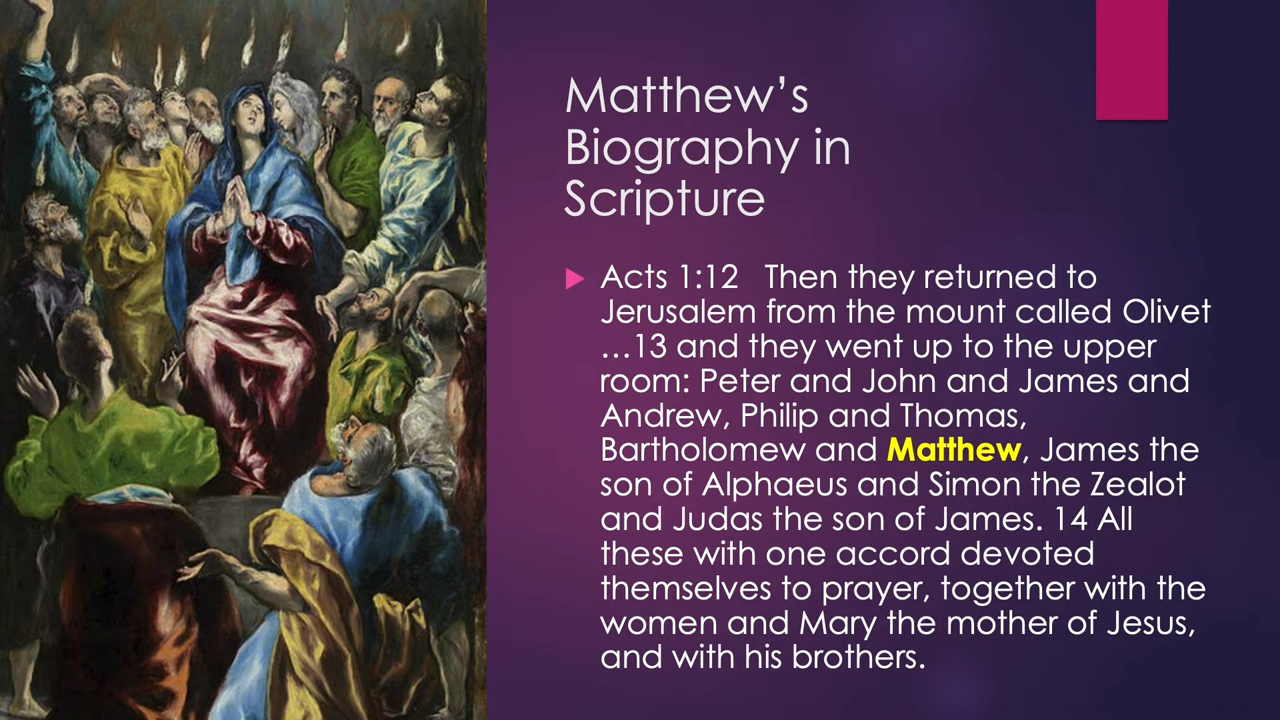 Matthew’s
Biography in
Scripture
Acts 1:12   Then they returned to
Jerusalem from the mount called Olivet
…13 and they went up to the upper
room: Peter and John and James and
Andrew, Philip and Thomas,
Bartholomew and Matthew, James the
son of Alphaeus and Simon the Zealot
and Judas the son of James. 14 All
these with one accord devoted
themselves to prayer, together with the
women and Mary the mother of Jesus,
and with his brothers.